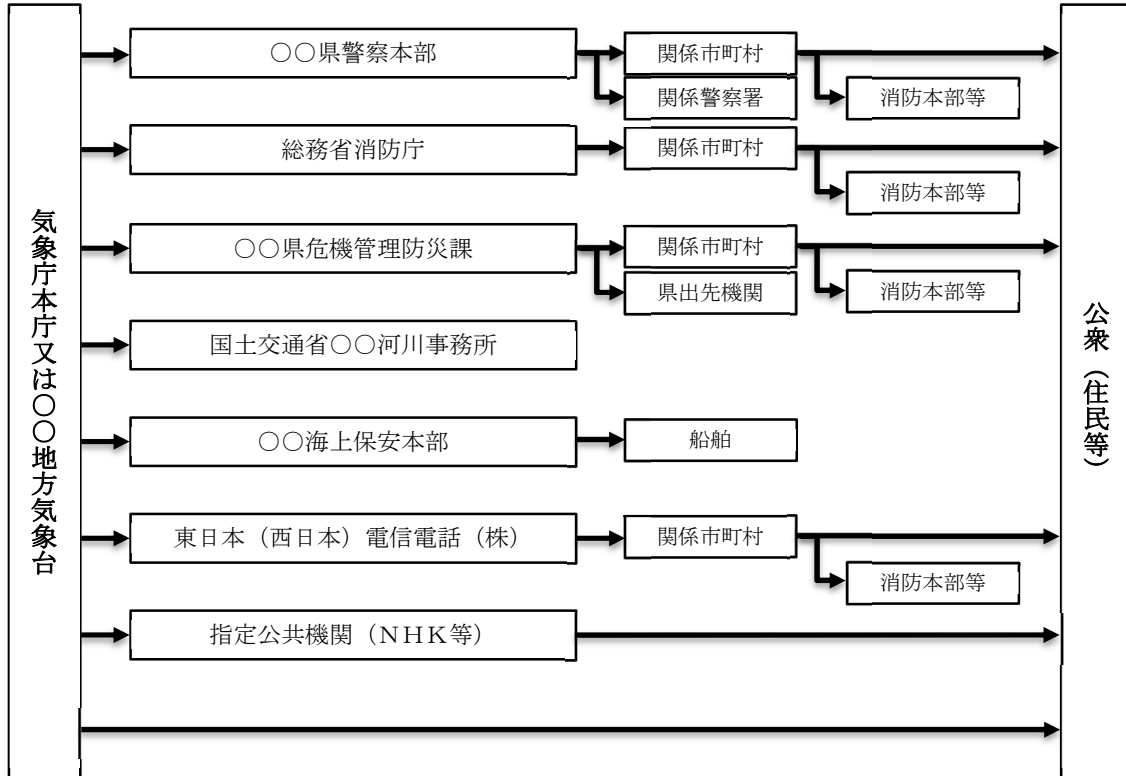 気象庁本庁又は〇〇地方気象台
〇〇県警察本部
関係市町村
関係警察署
消防本部等
総務省消防庁
関係市町村
消防本部等
〇〇県危機管理防災課
関係市町村
県出先機関
消防本部等
国土交通省〇〇河川事務所
〇〇海上保安本部
船舶
東日本（西日本）電信電話（株）
関係市町村
消防本部等
指定公共機関（ＮＨＫ等）
公衆（住民等）